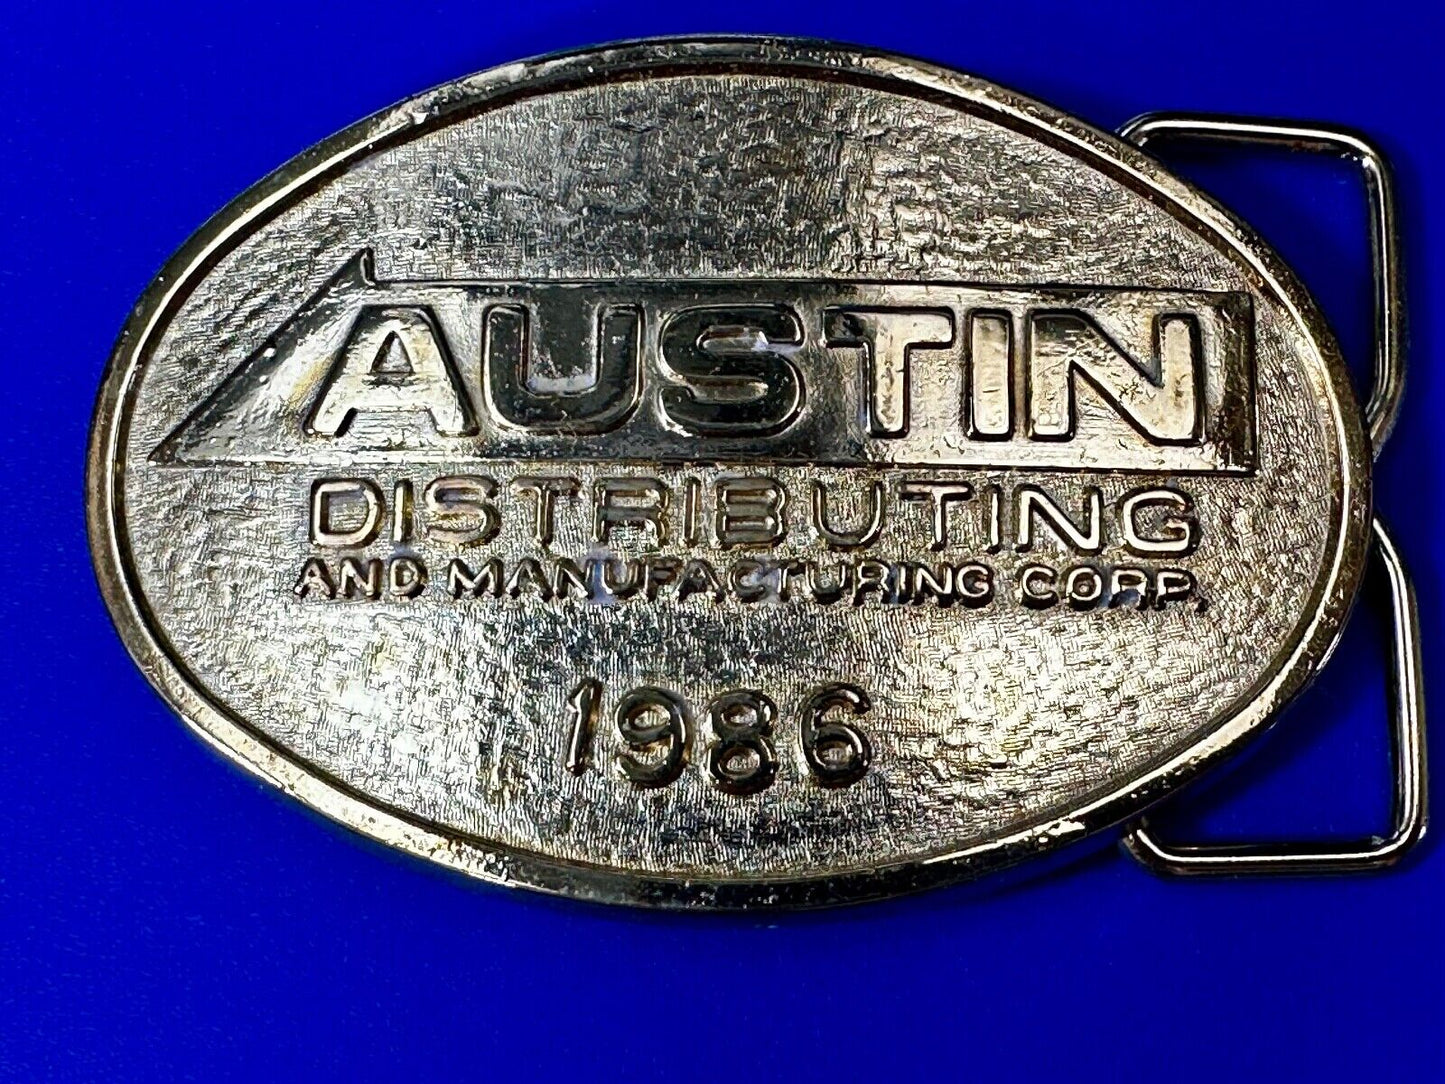 AUSTIN
DISTRIBUTING
AND MANUFACTURING CORP.
1986